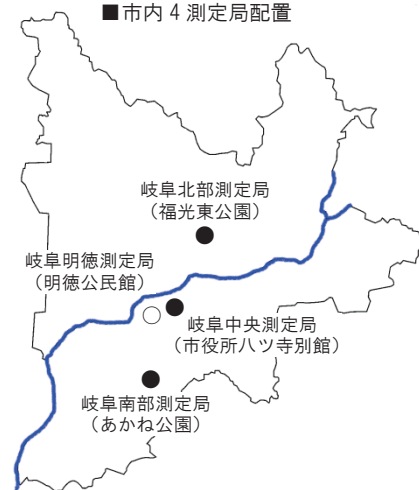 ■市内4測定局配置
岐阜北部測定局
（福光東公園）
岐阜明徳測定局
（明徳公民館）
岐阜中央測定局
（市役所八ツ寺別館）
岐阜南部測定局
（あかね公園）